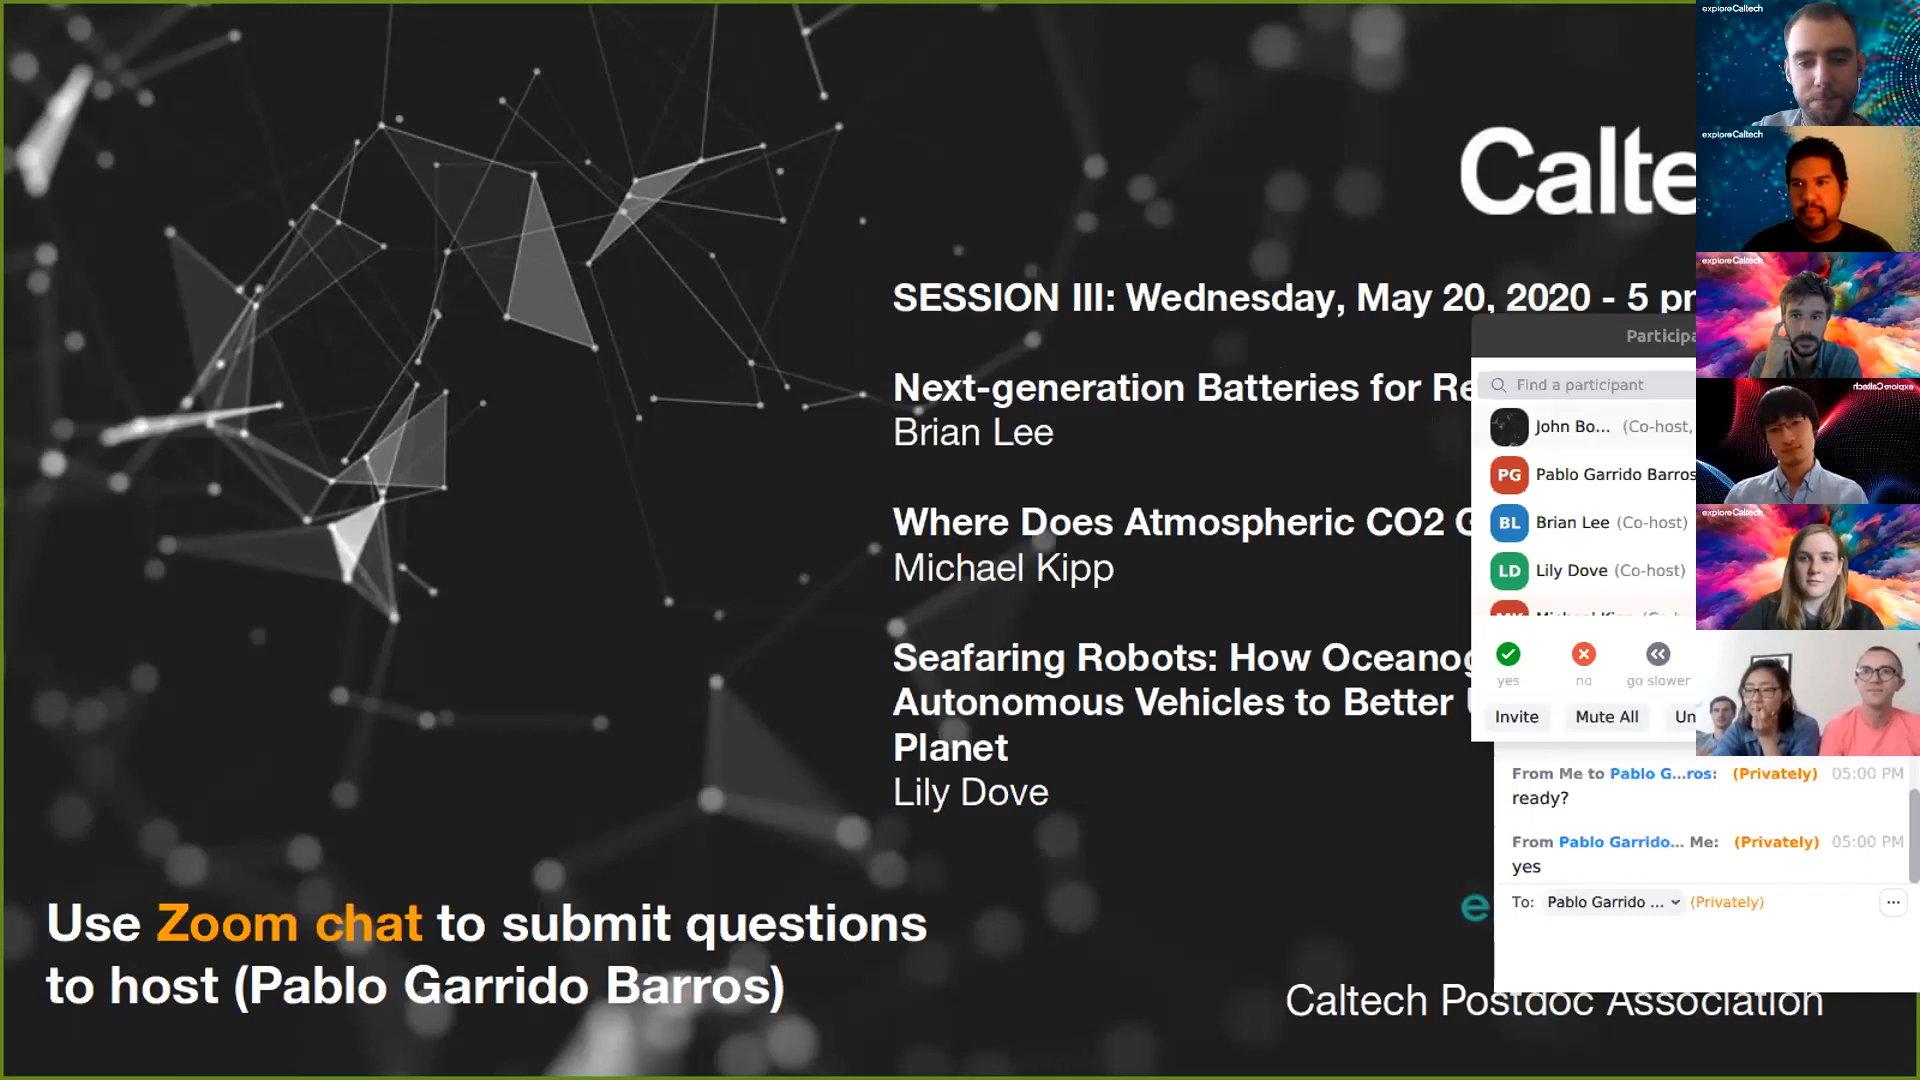 Calte
SESSION III: Wednesday, May 20, 2020 - 5 pm
Next-generation Batteries for Re
Brian Lee
Where Does Atmospheric CO2 G
Michael Kipp
Seafaring Robots: How Oceanog
Autonomous Vehicles to Better
Planet
Lily Dove
Use Zoom chat to submit questions
to host (Pablo Garrido Barros)
Caltech Postdoc Association
Participa
Find a participant
John Bo... (Co-host,
PG Pablo Garrido Barros
BL Brian Lee (Co-host)
LD Lily Dove (Co-host)
yes no go slower
Invite Mute All Un
From Me to Pablo G...ros: (Privately) 05:00 PM
ready?
From Pablo Garrido... Me: (Privately) 05:00 PM
yes
To: Pablo Garrido ... (Privately)
exploreCaltech
exploreCaltech
exploreCaltech
exploreCaltech
exploreCaltech